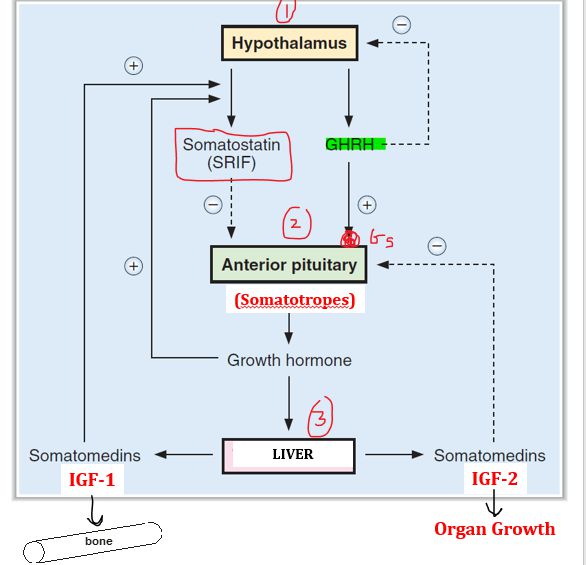 1
−
Hypothalamus
+
Somatostatin
(SRIF)
GHRH
−
+
2
Gs
−
Anterior pituitary
+
(Somatotropes)
Growth hormone
3
Somatomedins
LIVER
Somatomedins
IGF-1
IGF-2
Organ Growth
bone